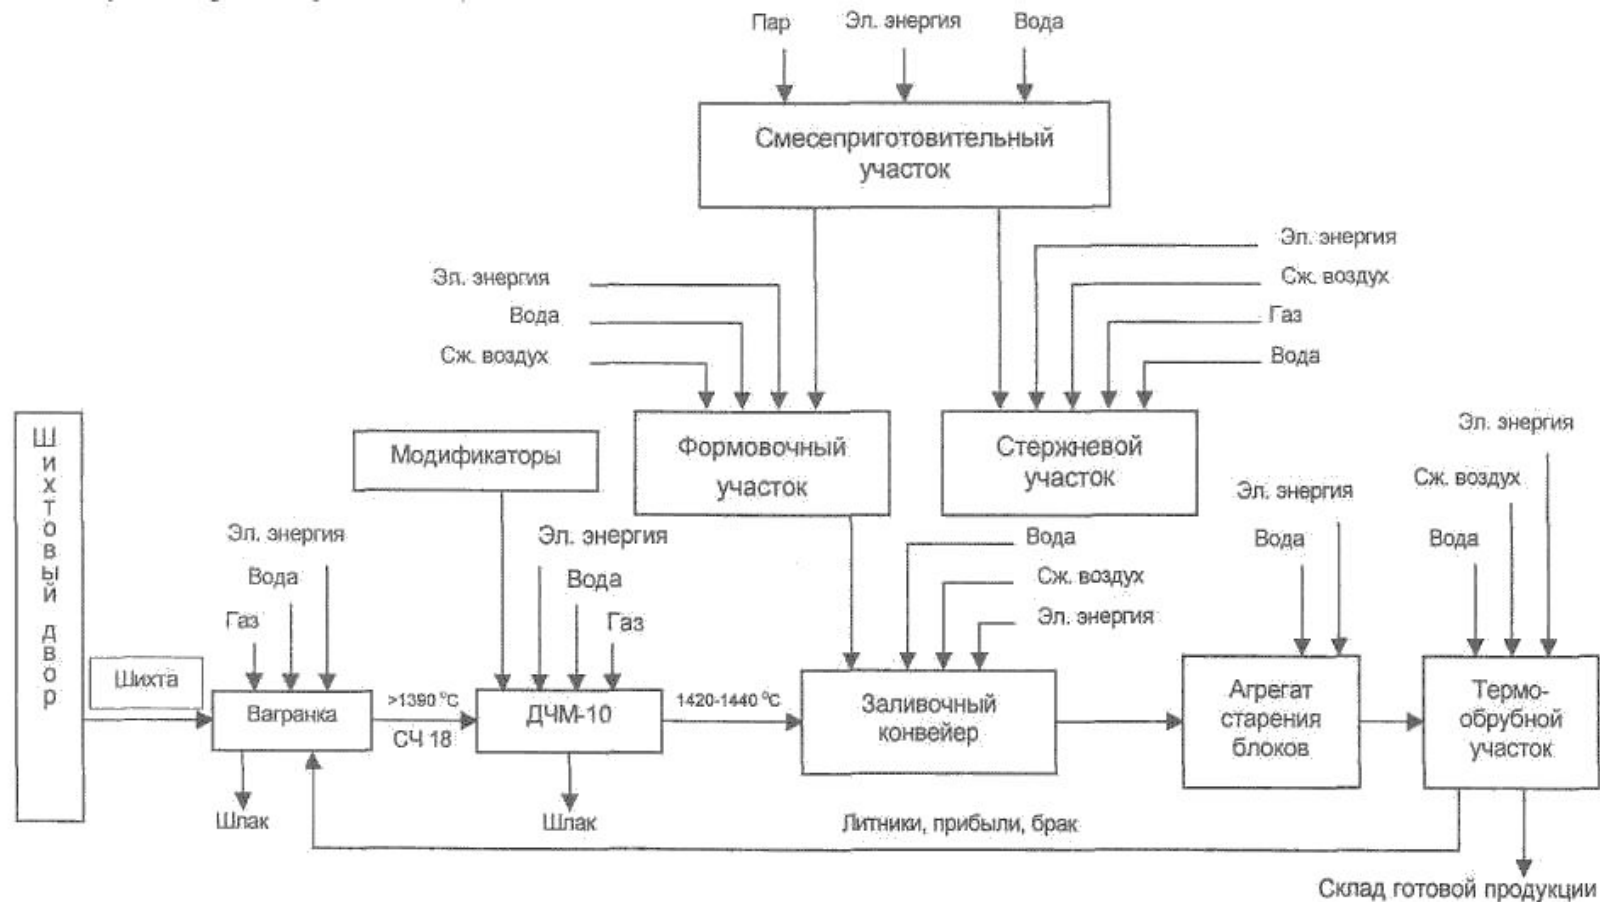 Пар
Эл. энергия
Вода
Смесеприготовительный
участок
Эл. энергия
Вода
Сж. воздух
Эл. энергия
Сж. воздух
Газ
Вода
Шихтовый двор
Модификаторы
Формовочный
участок
Стержневой
участок
Эл. энергия
Вода
Газ
Эл. энергия
Вода
Газ
Вода
Сж. воздух
Эл. энергия
Эл. энергия
Вода
Эл. энергия
Сж. воздух
Вода
Шихта
Вагранка
>1390 °С
СЧ 18
ДЧМ-10
1420-1440 °С
Заливочный
конвейер
Агрегат
старения
блоков
Термо-
обрубной
участок
Шлак
Шлак
Литники, прибыли, брак
Склад готовой продукции